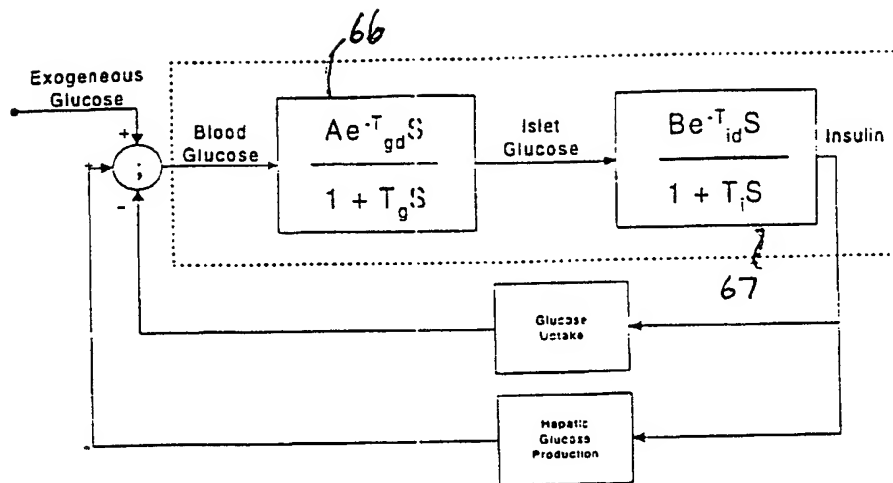 66
Exogeneous
Glucose
+
Blood
Glucose
;
-
Ae^-T_gd S
1 + T_g S
Islet
Glucose
Be^-T_id S
1 + T_i S
Insulin
67
Glucose
Uptake
Hepatic
Glucose
Production